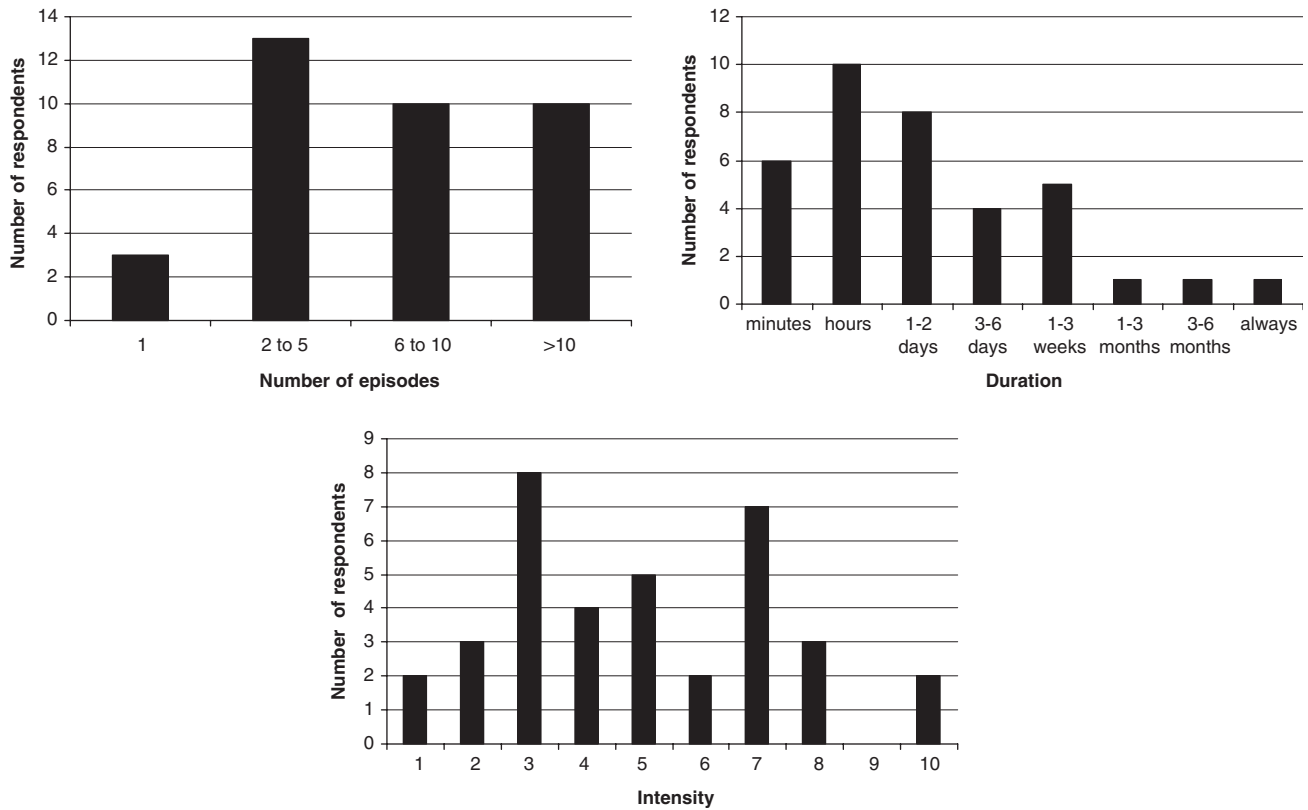 14
12
10
8
6
4
2
0
Number of respondents
1
2 to 5
6 to 10
>10
Number of episodes
12
10
8
6
4
2
0
Number of respondents
minutes
hours
1-2
days
3-6
days
1-3
weeks
1-3
months
3-6
months
always
Duration
9
8
7
6
5
4
3
2
1
0
Number of respondents
1
2
3
4
5
6
7
8
9
10
Intensity